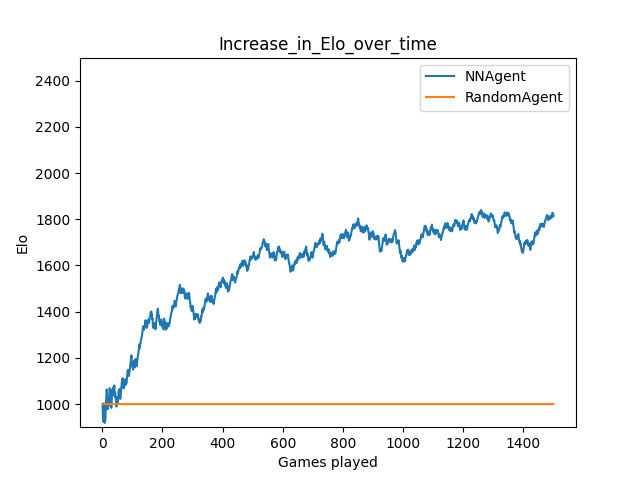 Increase_in_Elo_over_time
NNAgent
RandomAgent
2400
2200
2000
1800
1600
1400
1200
1000
Elo
0 200 400 600 800 1000 1200 1400
Games played